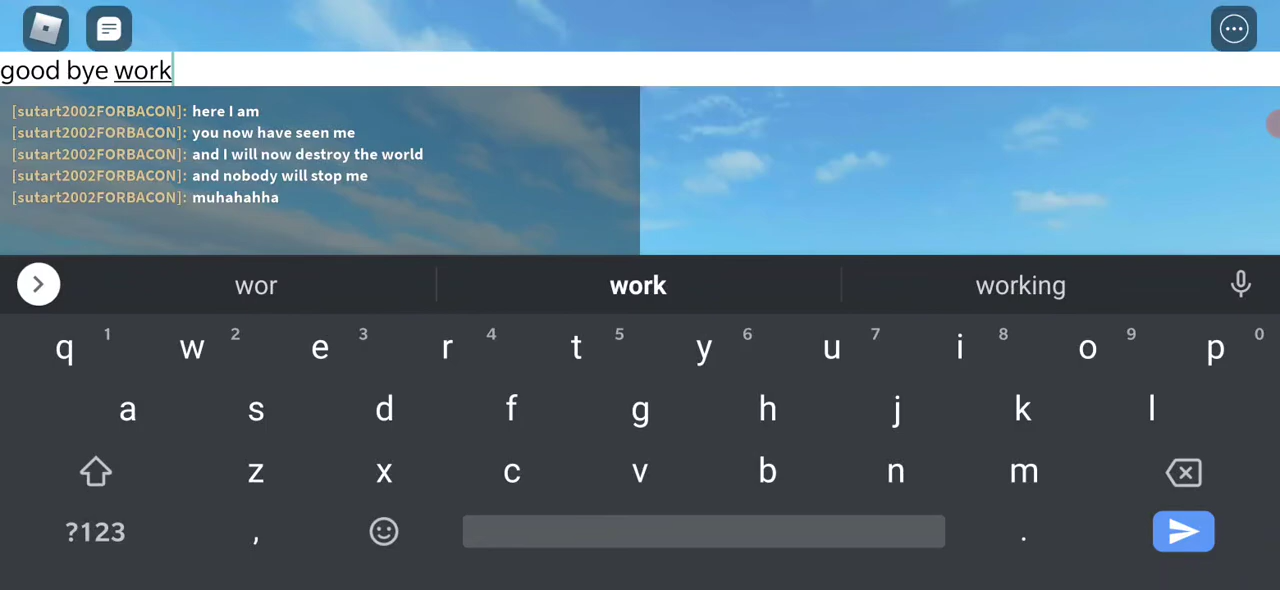 good bye work
[sutart2002FORBACON]: here I am
[sutart2002FORBACON]: you now have seen me
[sutart2002FORBACON]: and I will now destroy the world
[sutart2002FORBACON]: and nobody will stop me
[sutart2002FORBACON]: muhahahha
wor work working
q 1 w 2 e 3 r 4 t 5 y 6 u 7 i 8 o 9 p 0
a s d f g h j k l
z x c v b n m
?123 , .